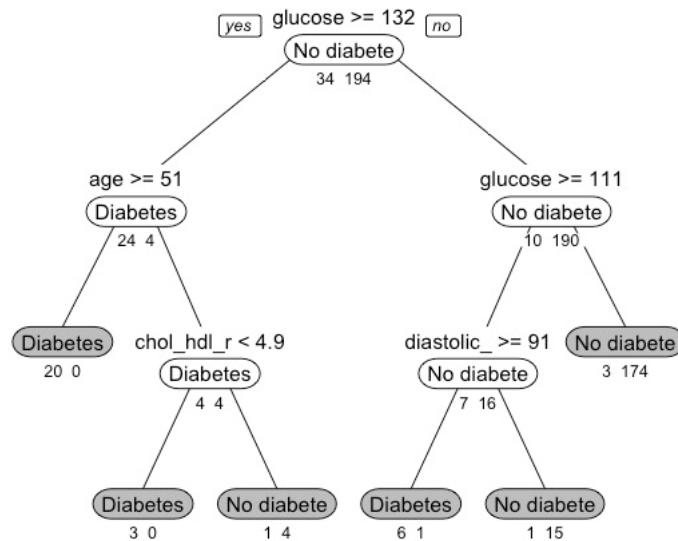 yes glucose >= 132 no
No diabete
34 194
age >= 51 glucose >= 111
Diabetes No diabete
24 4 10 190
Diabetes chol_hdl_r < 4.9 diastolic_ >= 91 No diabete
20 0 Diabetes No diabete 3 174
4 4 7 16
Diabetes No diabete Diabetes No diabete
3 0 1 4 6 1 1 15